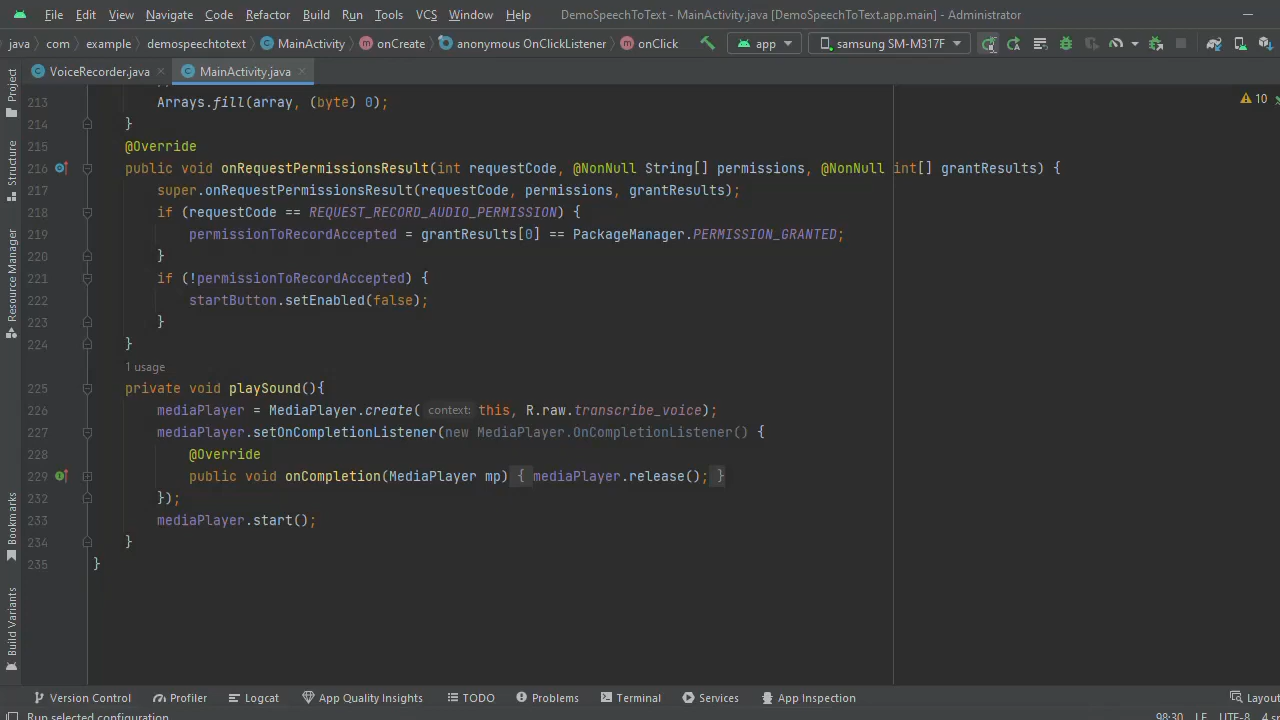 File Edit View Navigate Code Refactor Build Run Tools VCS Window Help DemoSpeechToText - MainActivity.java [DemoSpeechToText.app.main] - Administrator
java com example demospeechtotext MainActivity onCreate anonymous OnClickListener onClick app samsung SM-M317F
VoiceRecorder.java MainActivity.java
Project
Structure
Resource Manager
Bookmarks
Build Variants
10
213 Arrays.fill(array, (byte) 0);
214 }
215 @Override
216 public void onRequestPermissionsResult(int requestCode, @NonNull String[] permissions, @NonNull int[] grantResults) {
217 super.onRequestPermissionsResult(requestCode, permissions, grantResults);
218 if (requestCode == REQUEST_RECORD_AUDIO_PERMISSION) {
219 permissionToRecordAccepted = grantResults[0] == PackageManager.PERMISSION_GRANTED;
220 }
221 if (!permissionToRecordAccepted) {
222 startButton.setEnabled(false);
223 }
224 }
1 usage
225 private void playSound(){
226 mediaPlayer = MediaPlayer.create( context: this, R.raw.transcribe_voice);
227 mediaPlayer.setOnCompletionListener(new MediaPlayer.OnCompletionListener() {
228 @Override
229 public void onCompletion(MediaPlayer mp) { mediaPlayer.release(); }
232 });
233 mediaPlayer.start();
234 }
235 }
Version Control Profiler Logcat App Quality Insights TODO Problems Terminal Services App Inspection Layou
Run selected configuration 98:30 LF UTF-8 4